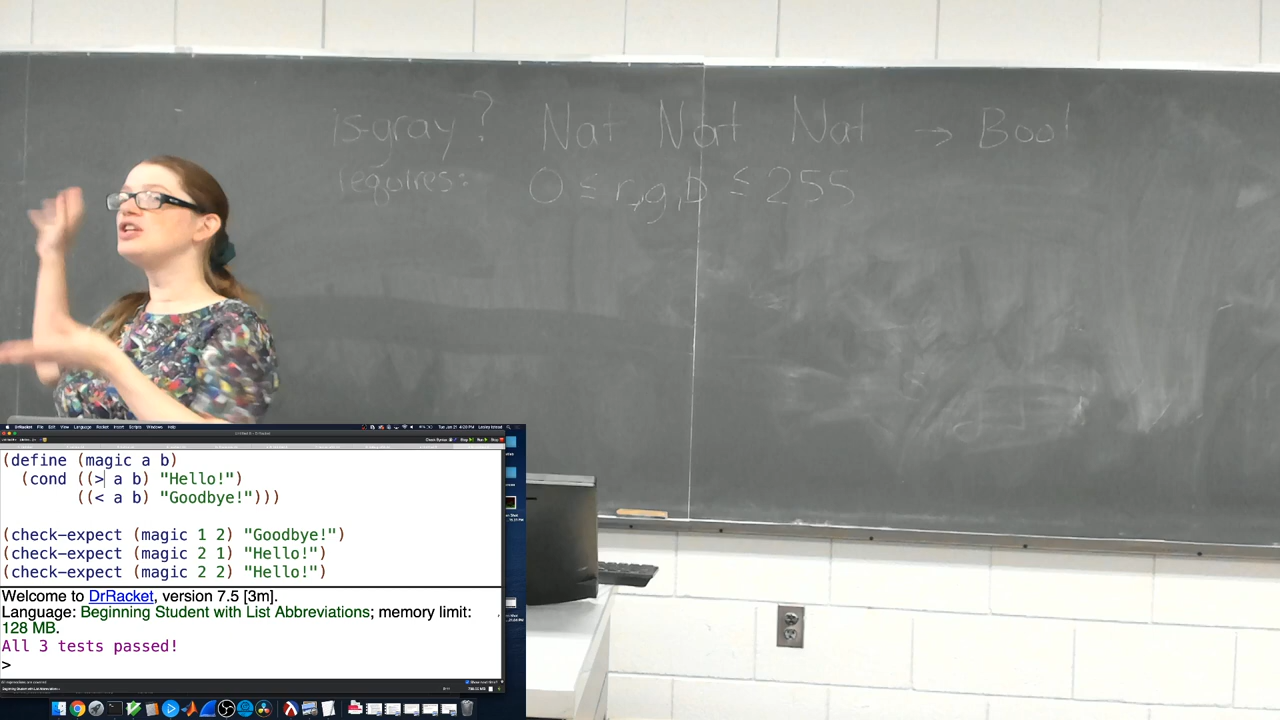 is-gray? Nat Nat Nat → Bool
requires: 0 ≤ r,g,b ≤ 255
(define (magic a b)
(cond ((> a b) "Hello!")
((< a b) "Goodbye!")))
(check-expect (magic 1 2) "Goodbye!")
(check-expect (magic 2 1) "Hello!")
(check-expect (magic 2 2) "Hello!")
Welcome to DrRacket, version 7.5 [3m].
Language: Beginning Student with List Abbreviations; memory limit:
128 MB.
All 3 tests passed!
>